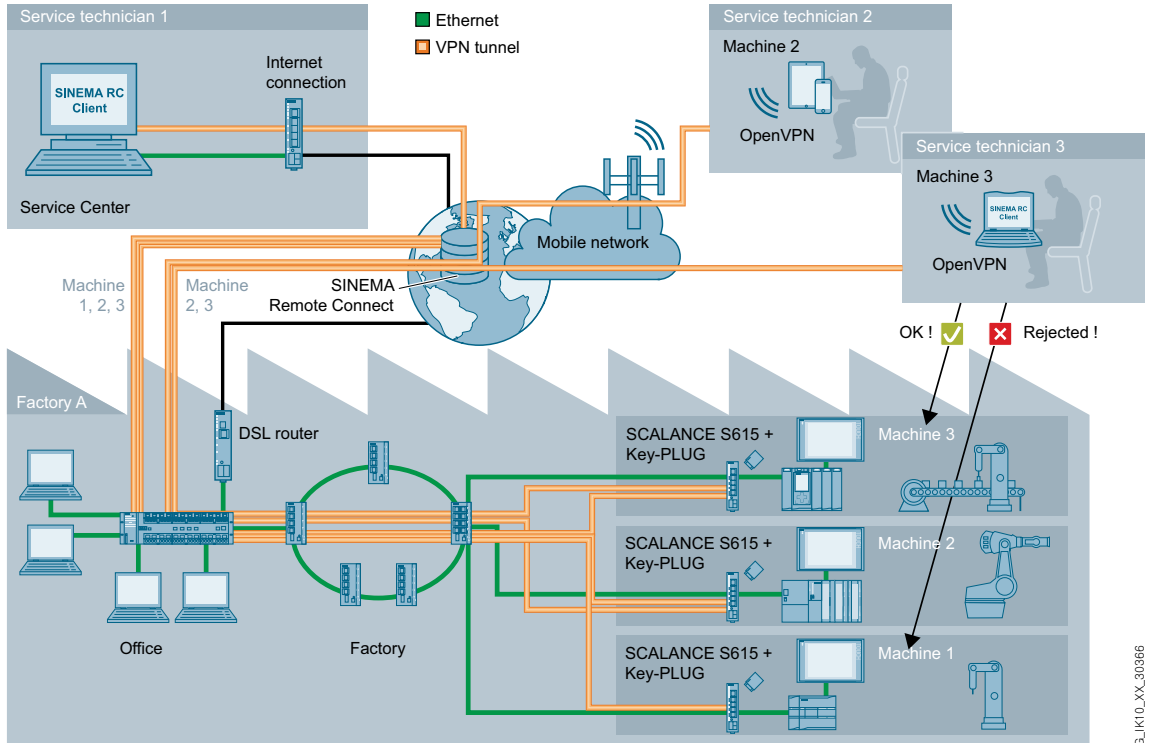 Service technician 1
Ethernet
VPN tunnel
Internet
connection
SINEMA RC
Client
Service Center
Service technician 2
Machine 2
OpenVPN
Service technician 3
Machine 3
SINEMA RC
Client
OpenVPN
Mobile network
SINEMA
Remote Connect
Machine
1, 2, 3
Machine
2, 3
OK !
Rejected !
Factory A
DSL router
Office
Factory
SCALANCE S615 +
Key-PLUG
Machine 3
SCALANCE S615 +
Key-PLUG
Machine 2
SCALANCE S615 +
Key-PLUG
Machine 1
G_IK10_XX_30366